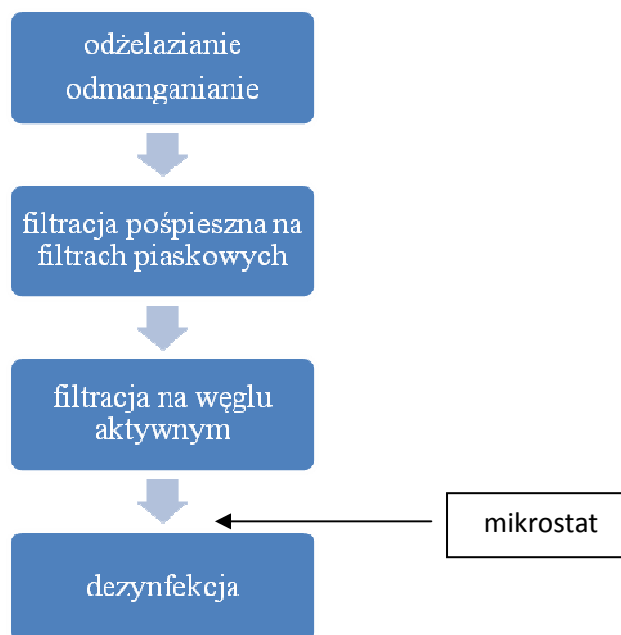 odżelazianie
odmanganianie
filtracja pośpieszna na
filtrach piaskowych
filtracja na węglu
aktywnym
mikrostat
dezynfekcja